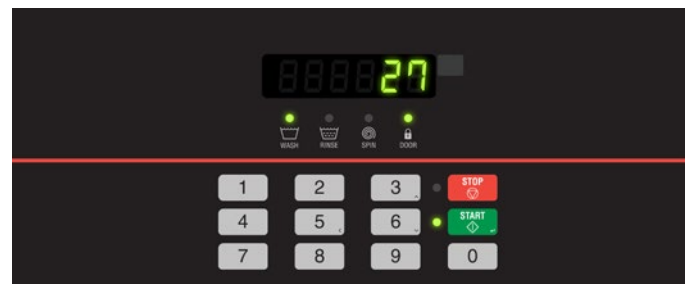 27
WASH RINSE SPIN DOOR
1 2 3 STOP
4 5 6 START
7 8 9 0